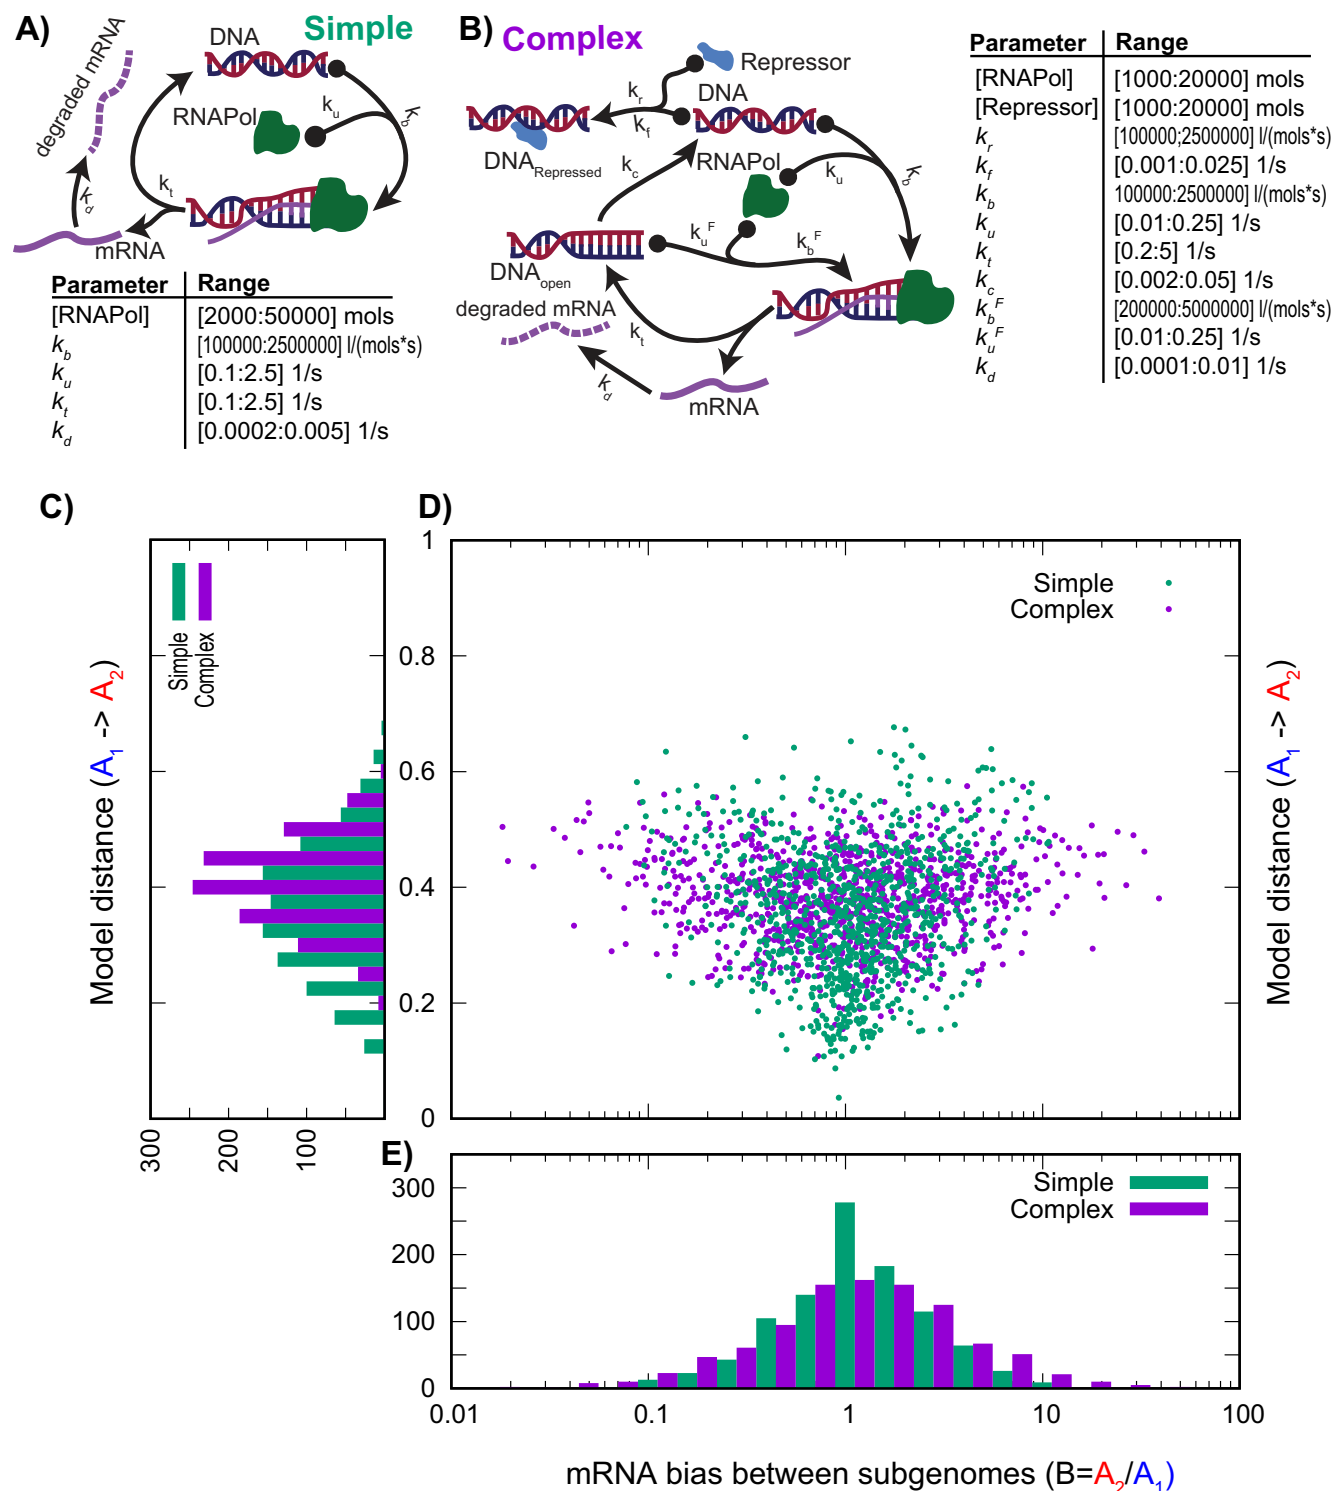 A)
Simple
DNA
degraded mRNA
RNAPol
k_u
k_b
k_t
k_d
mRNA
Parameter Range
[RNAPol] [2000:50000] mols
k_b [100000:2500000] l/(mols*s)
k_u [0.1:2.5] 1/s
k_t [0.1:2.5] 1/s
k_d [0.0002:0.005] 1/s
B)
Complex
Repressor
DNA
k_r
k_f
DNA_Repressed
RNAPol
k_c
k_u
k_b
k_u^F
k_b^F
DNA_open
degraded mRNA
k_t
k_d
mRNA
Parameter Range
[RNAPol] [1000:20000] mols
[Repressor] [1000:20000] mols
k_r [100000;2500000] l/(mols*s)
k_f [0.001:0.025] 1/s
k_b 100000:2500000] l/(mols*s)
k_u [0.01:0.25] 1/s
k_t [0.2:5] 1/s
k_c [0.002:0.05] 1/s
k_b^F [200000:5000000] l/(mols*s)
k_u^F [0.01:0.25] 1/s
k_d [0.0001:0.01] 1/s
C)
Simple
Complex
Model distance (A_1 -> A_2)
300 200 100
D)
1
0.8
0.6
0.4
0.2
0
Simple
Complex
Model distance (A_1 -> A_2)
E)
Simple
Complex
300
200
100
0
0.01 0.1 1 10 100
mRNA bias between subgenomes (B=A_2/A_1)